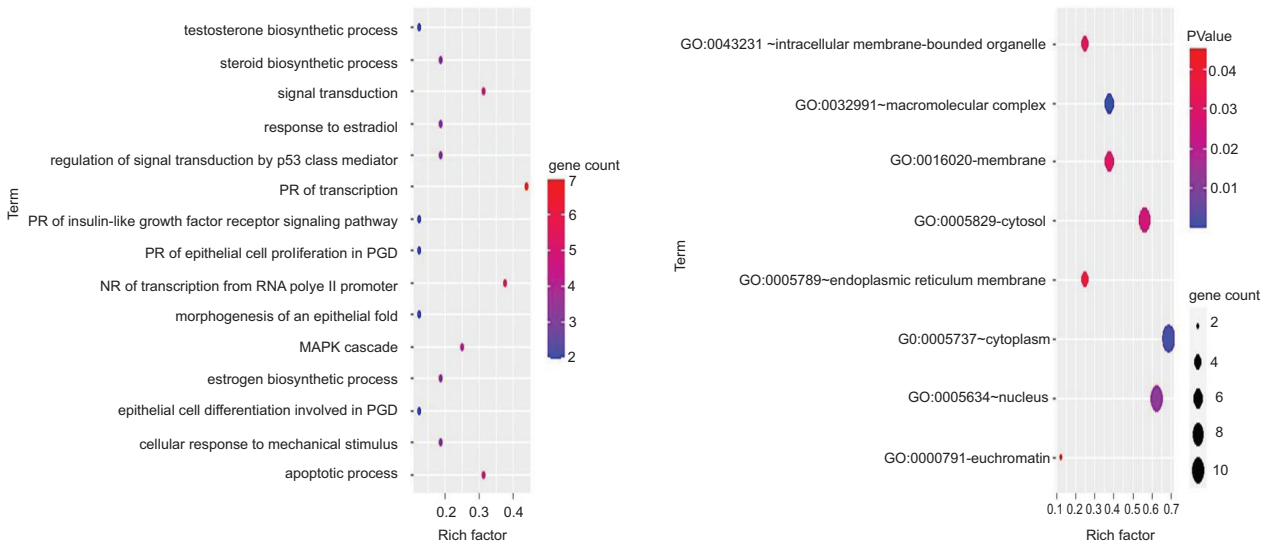 testosterone biosynthetic process
steroid biosynthetic process
signal transduction
response to estradiol
regulation of signal transduction by p53 class mediator
PR of transcription
PR of insulin-like growth factor receptor signaling pathway
PR of epithelial cell proliferation in PGD
NR of transcription from RNA polye II promoter
morphogenesis of an epithelial fold
MAPK cascade
estrogen biosynthetic process
epithelial cell differentiation involved in PGD
cellular response to mechanical stimulus
apoptotic process
Term
0.2 0.3 0.4
Rich factor
gene count
7
6
5
4
3
2
GO:0043231 ~intracellular membrane-bounded organelle
GO:0032991~macromolecular complex
GO:0016020-membrane
GO:0005829-cytosol
GO:0005789~endoplasmic reticulum membrane
G0:0005737~cytoplasm
GO:0005634~nucleus
GO:0000791-euchromatin
Term
0.1 0.2 0.3 0.4 0.5 0.6 0.7
Rich factor
PValue
0.04
0.03
0.02
0.01
gene count
2
4
6
8
10